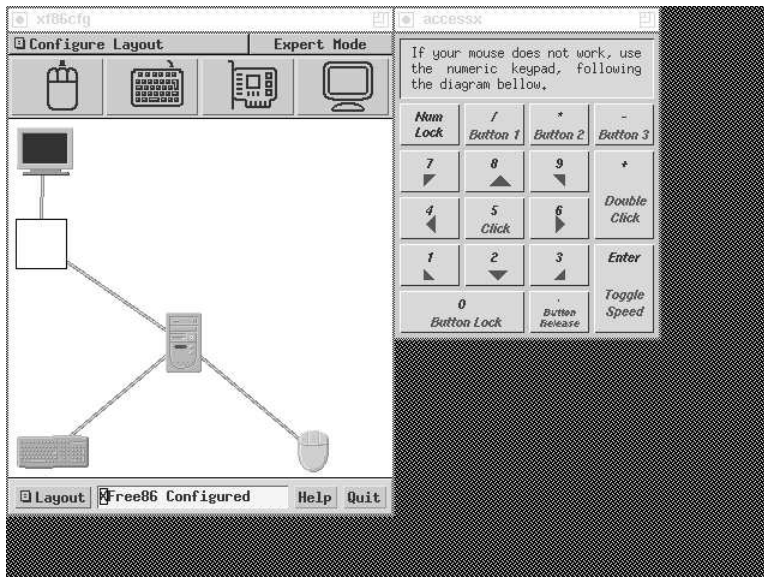 xf86cfg
Configure Layout
Expert Mode
Layout
XFree86 Configured
Help
Quit
accessx
If your mouse does not work, use
the numeric keypad, following
the diagram bellow.
Num
Lock
/
Button 1
*
Button 2
-
Button 3
7
8
9
+
Double
Click
4
5
Click
6
1
2
3
Enter
Toggle
Speed
0
Button Lock
.
Button
Release